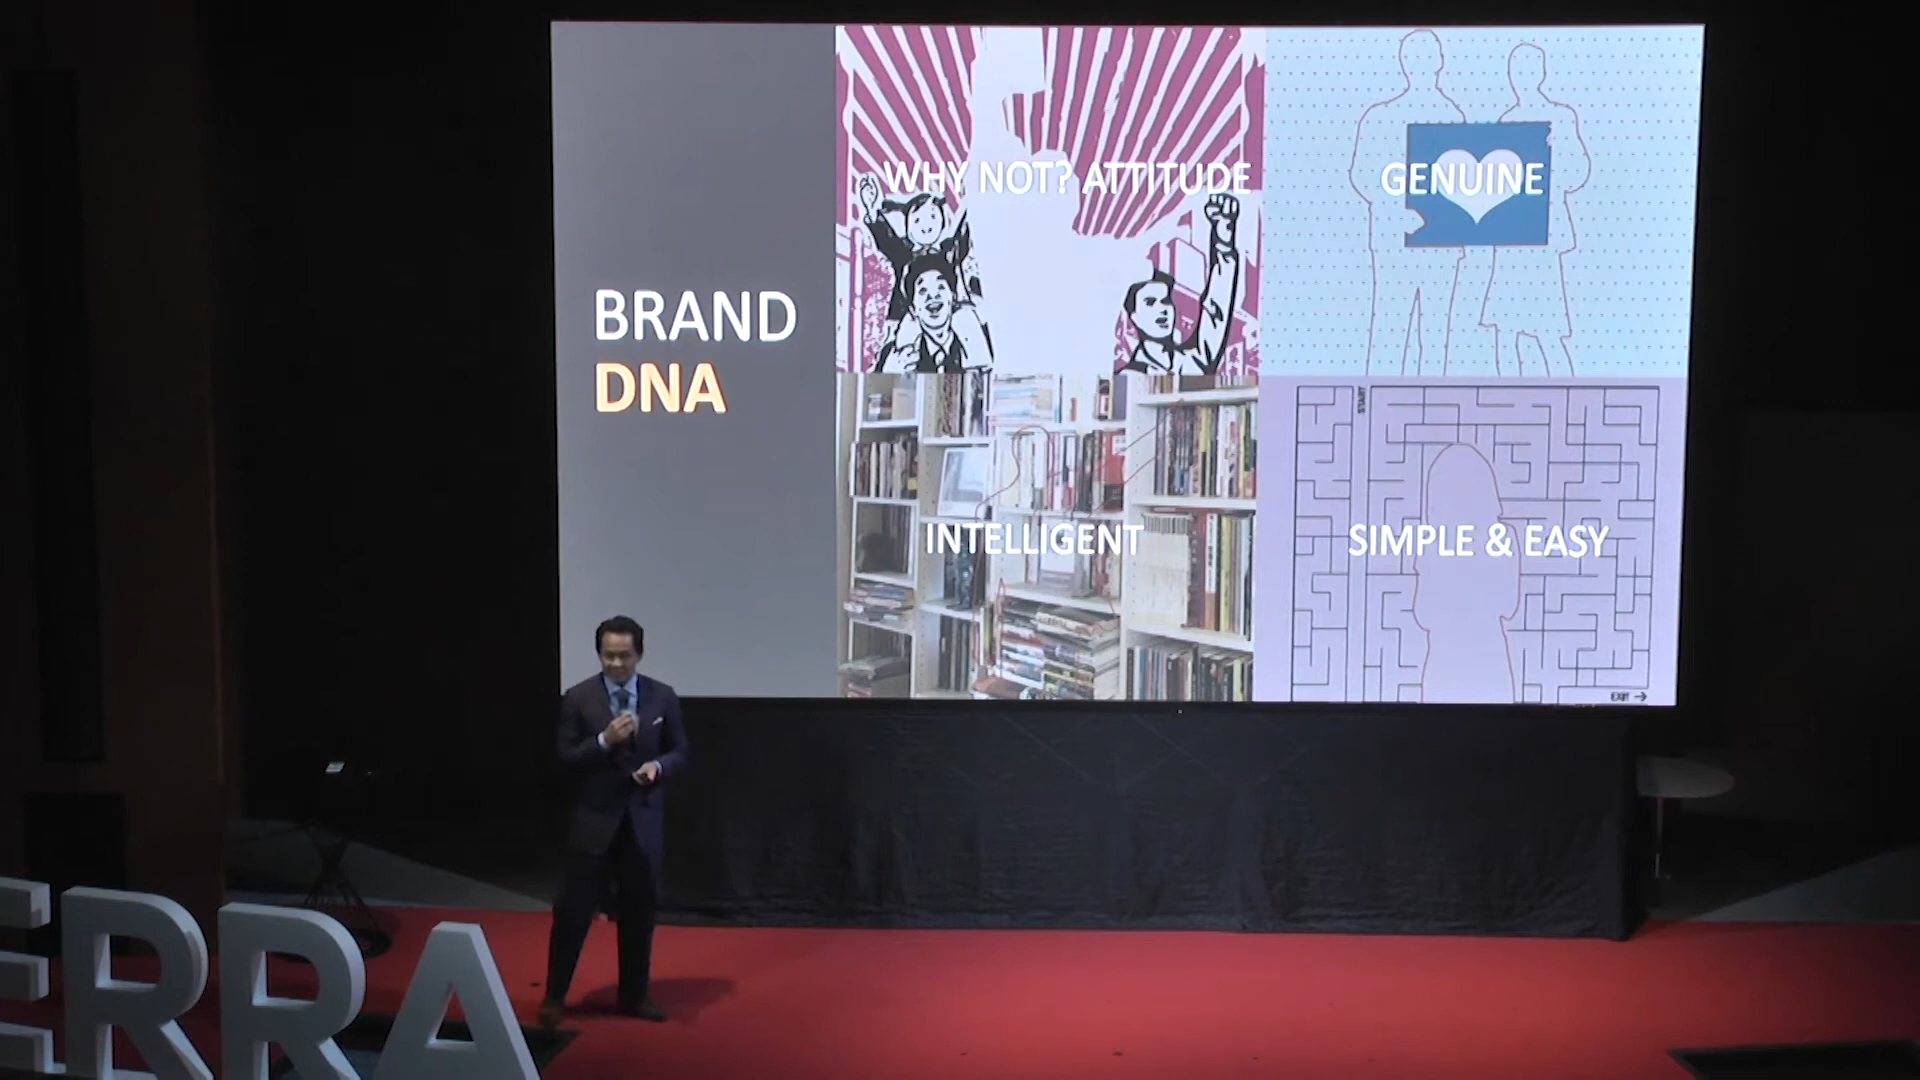 BRAND
DNA
WHY NOT? ATTITUDE
GENUINE
INTELLIGENT
SIMPLE & EASY
START
EXIT →
ERRA